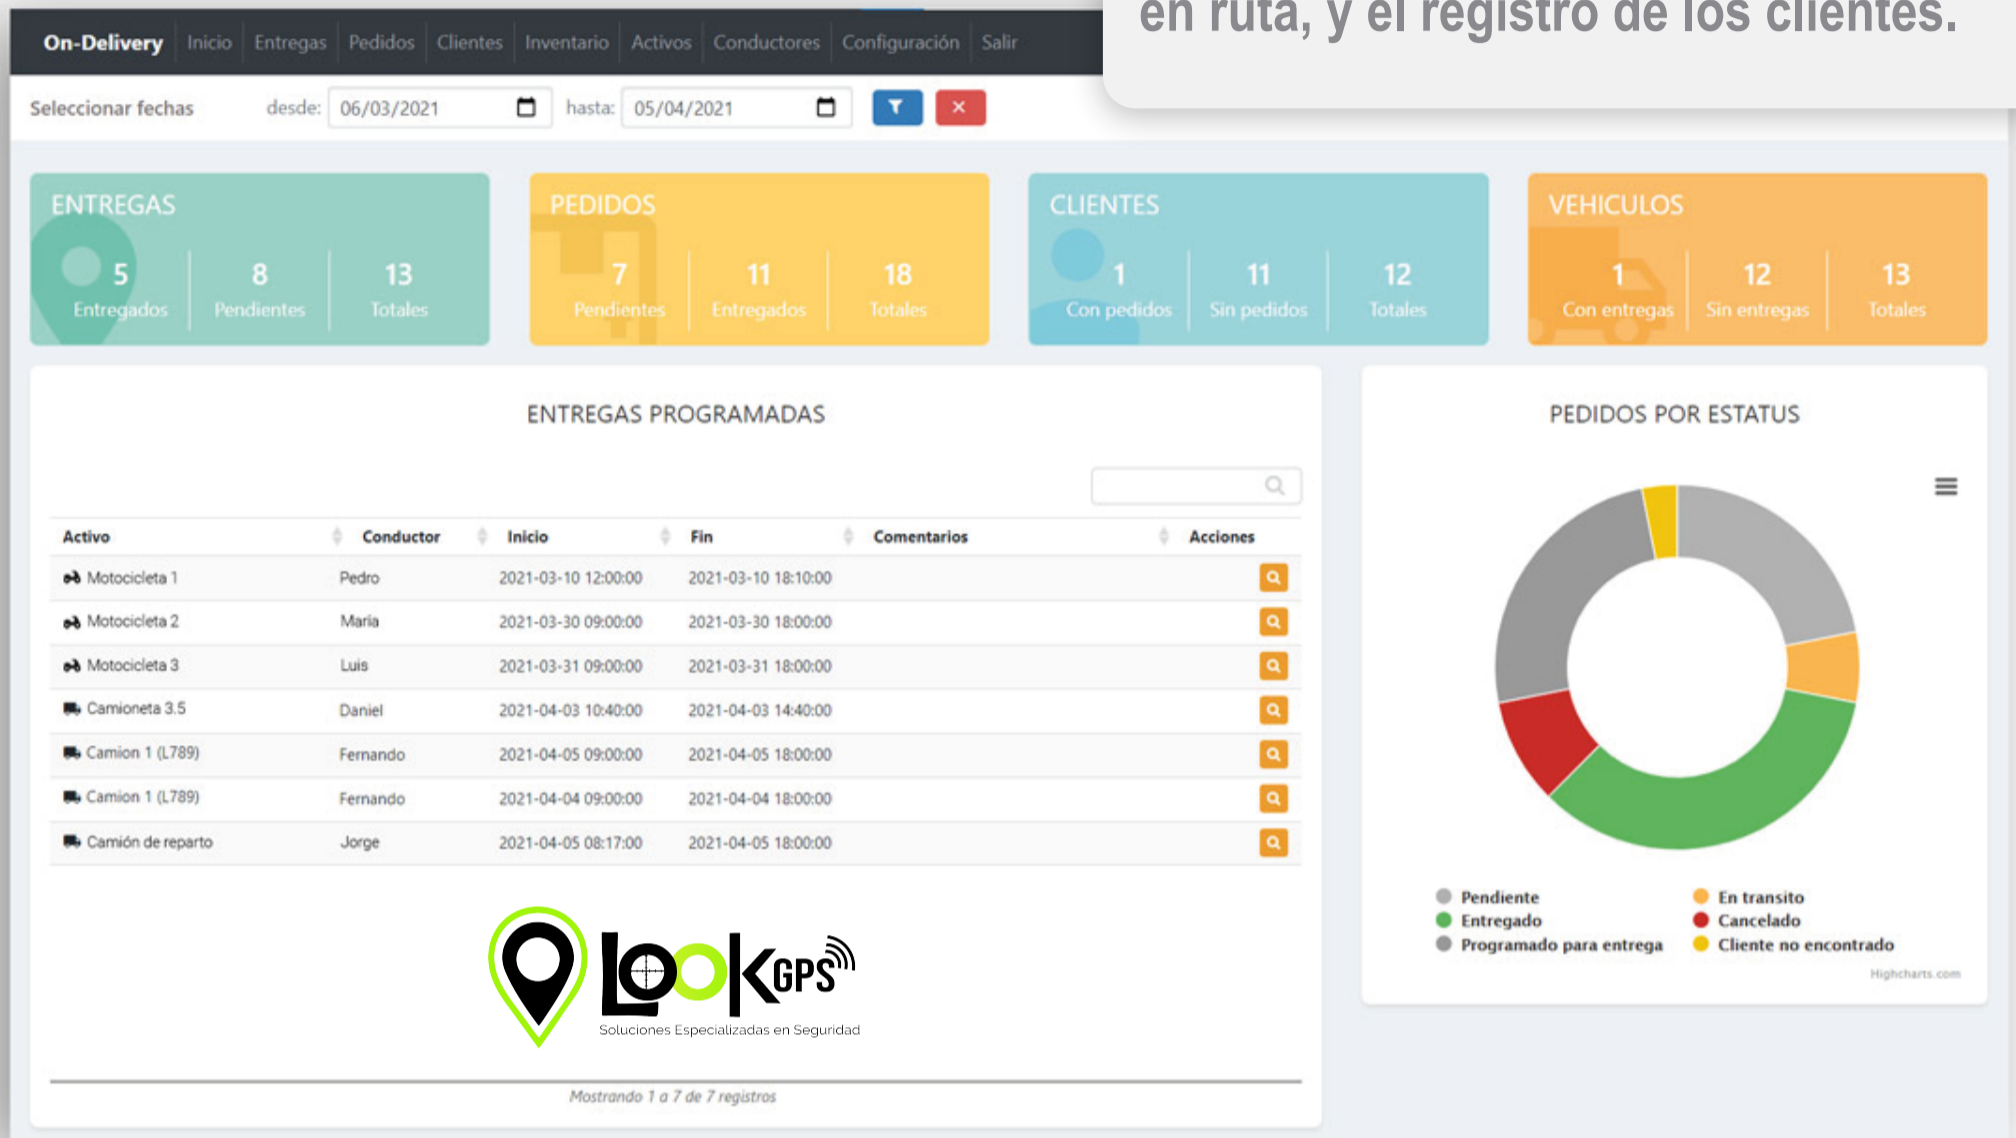 en ruta, y el registro de los clientes.
On-Delivery Inicio Entregas Pedidos Clientes Inventario Activos Conductores Configuración Salir
Seleccionar fechas desde: 06/03/2021 hasta: 05/04/2021
ENTREGAS
5 8 13
Entregados Pendientes Totales
PEDIDOS
7 11 18
Pendientes Entregados Totales
CLIENTES
1 11 12
Con pedidos Sin pedidos Totales
VEHICULOS
1 12 13
Con entregas Sin entregas Totales
ENTREGAS PROGRAMADAS
Activo Conductor Inicio Fin Comentarios Acciones
Motocicleta 1 Pedro 2021-03-10 12:00:00 2021-03-10 18:10:00
Motocicleta 2 Maria 2021-03-30 09:00:00 2021-03-30 18:00:00
Motocicleta 3 Luis 2021-03-31 09:00:00 2021-03-31 18:00:00
Camioneta 3.5 Daniel 2021-04-03 10:40:00 2021-04-03 14:40:00
Camion 1 (L789) Fernando 2021-04-05 09:00:00 2021-04-05 18:00:00
Camion 1 (L789) Fernando 2021-04-04 09:00:00 2021-04-04 18:00:00
Camión de reparto Jorge 2021-04-05 08:17:00 2021-04-05 18:00:00
LOOK GPS
Soluciones Especializadas en Seguridad
Mostrando 1 a 7 de 7 registros
PEDIDOS POR ESTATUS
Pendiente En transito
Entregado Cancelado
Programado para entrega Cliente no encontrado
Highcharts.com